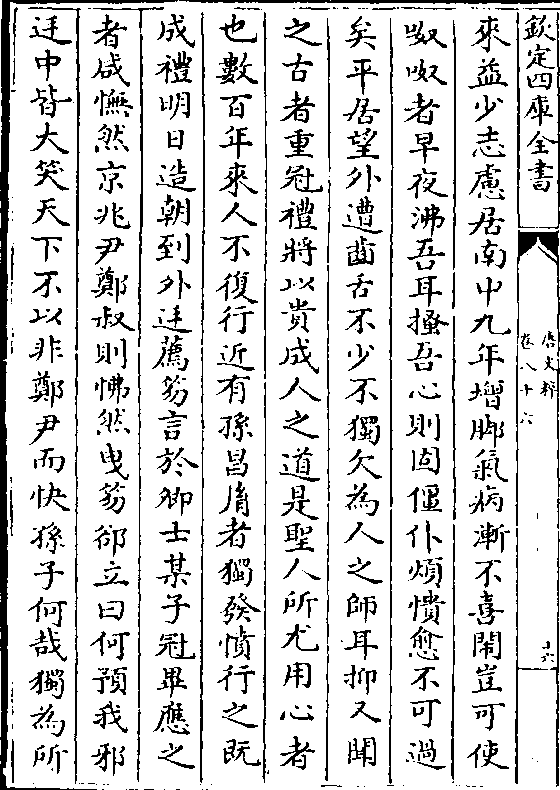 欽定四庫全書
唐文粹
卷八十六
十六
來益少志慮居南中九年增脚氣病漸不喜閙豈可使
呶呶者早夜沸吾耳搔吾心則固僵仆煩憒愈不可過
矣平居望外遭齒舌不少不獨欠為人之師耳抑又聞
之古者重冠禮將以貴成人之道是聖人所尤用心者
也數百年來人不復行近有孫昌𦙍者獨發憤行之既
成禮明日造朝到外廷薦笏言於卿士某子冠畢應之
者咸憮然京兆尹鄭叔則怫然曳笏郤立曰何預我邪
廷中皆大笑天下不以非鄭尹而快孫子何哉獨為所